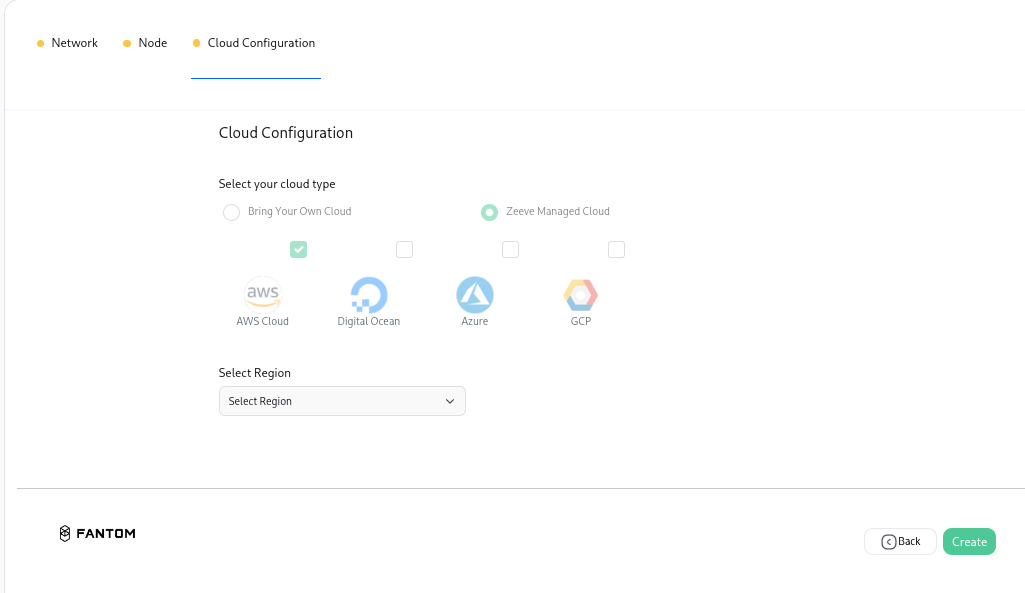 Network Node Cloud Configuration
Cloud Configuration
Select your cloud type
Bring Your Own Cloud Zeeve Managed Cloud
aws
AWS Cloud Digital Ocean Azure GCP
Select Region
Select Region
FANTOM
Back Create